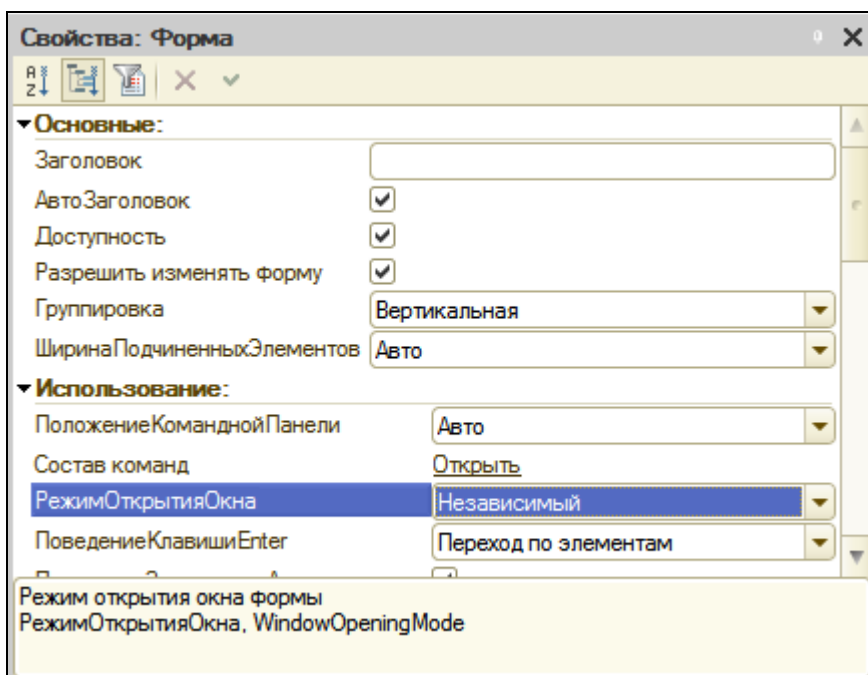 Свойства: Форма
Основные:
Заголовок
АвтоЗаголовок
Доступность
Разрешить изменять форму
Группировка Вертикальная
ШиринаПодчиненныхЭлементов Авто
Использование:
ПоложениеКоманднойПанели Авто
Состав команд Открыть
РежимОткрытияОкна Независимый
ПоведениеКлавишиEnter Переход по элементам
Режим открытия окна формы
РежимОткрытияОкна, WindowOpeningMode